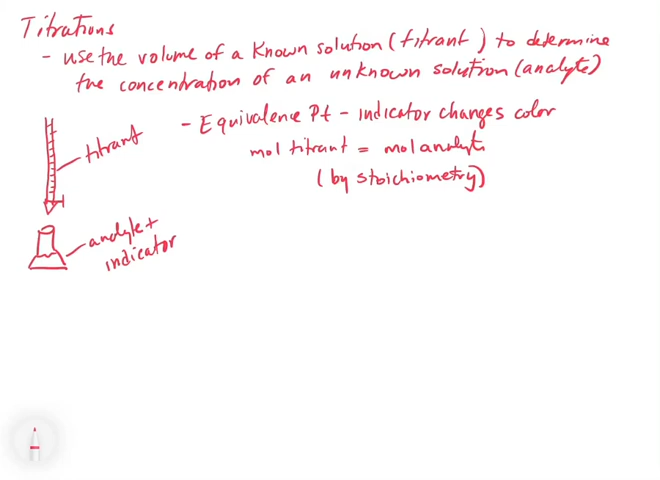 Titrations
- use the volume of a known solution (titrant) to determine
the concentration of an unknown solution (analyte)
- Equivalence Pt - indicator changes color
mol titrant = mol analyte
(by stoichiometry)
titrant
analyte +
indicator